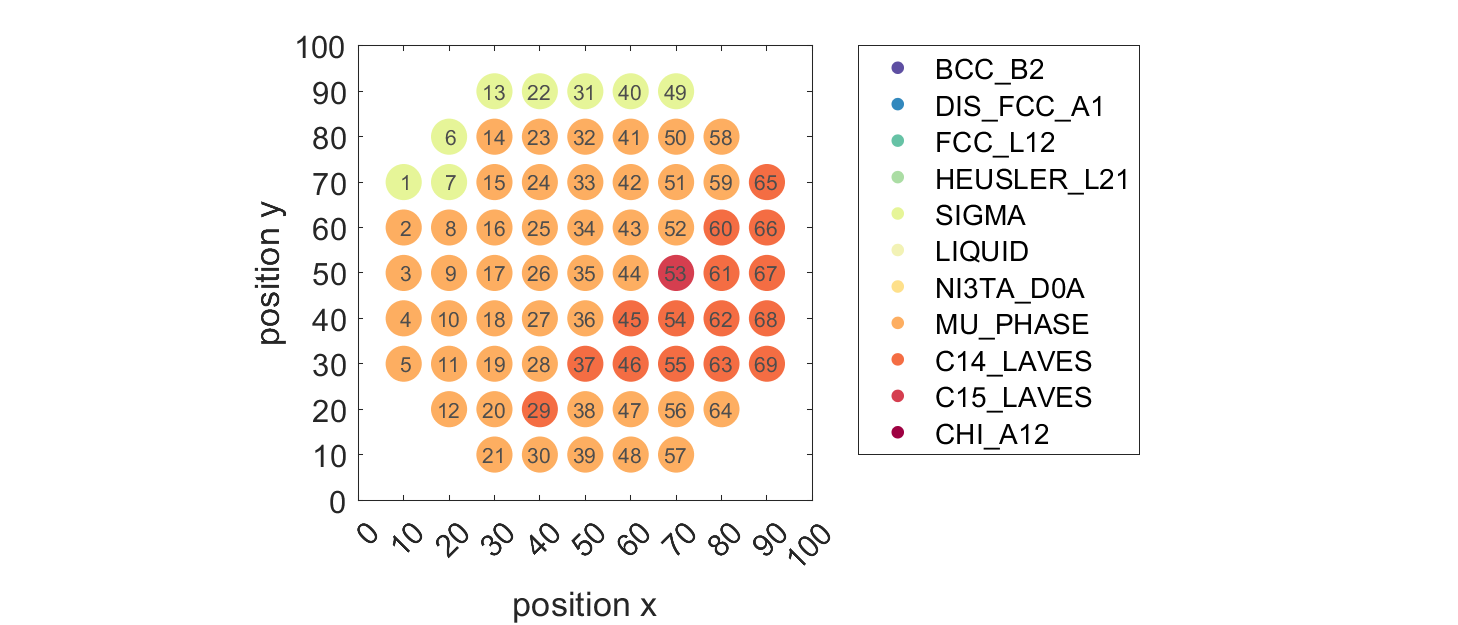 100
90 13 22 31 40 49
80 6 14 23 32 41 50 58
70 1 7 15 24 33 42 51 59 65
60 2 8 16 25 34 43 52 60 66
50 3 9 17 26 35 44 53 61 67
40 4 10 18 27 36 45 54 62 68
30 5 11 19 28 37 46 55 63 69
20 12 20 29 38 47 56 64
10 21 30 39 48 57
0
position y
0 10 20 30 40 50 60 70 80 90 100
position x
BCC_B2
DIS_FCC_A1
FCC_L12
HEUSLER_L21
SIGMA
LIQUID
NI3TA_D0A
MU_PHASE
C14_LAVES
C15_LAVES
CHI_A12